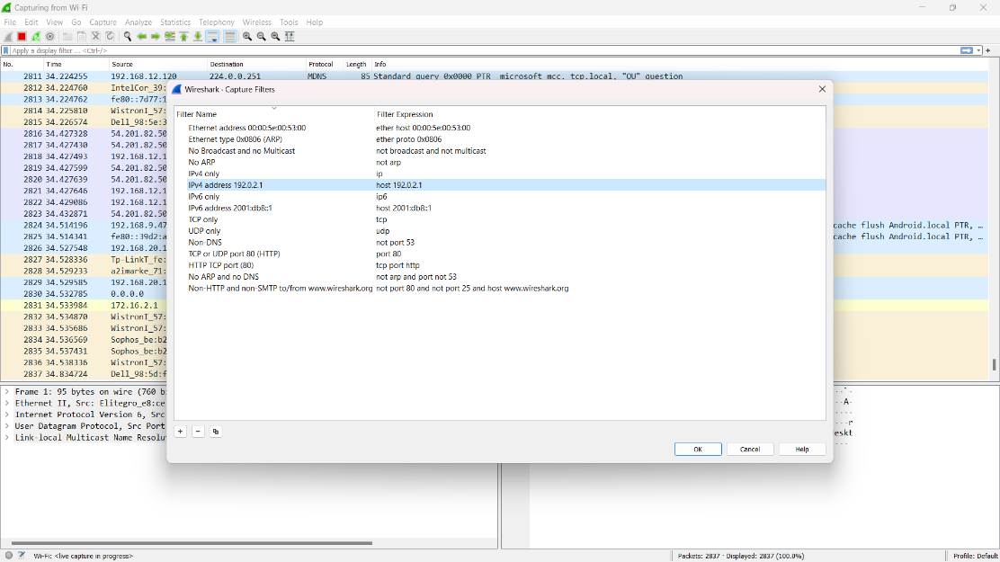 Capturing from Wi-Fi
File Edit View Go Capture Analyze Statistics Telephony Wireless Tools Help
Apply a display filter ... <Ctrl-/>
No. Time Source Destination Protocol Length Info
2811 34.224255 192.168.12.120 224.0.0.251 MDNS 85 Standard query 0x0000 PTR _microsoft_mcc._tcp.local, "QU" question
2812 34.224760 IntelCor_39:
2813 34.224762 fe80::7d77:1
2814 34.225810 WistronI_57:
2815 34.226574 Dell_98:5e:3
2816 34.427328 54.201.82.50
2817 34.427430 54.201.82.50
2818 34.427493 192.168.12.1
2819 34.427599 54.201.82.50
2820 34.427639 54.201.82.50
2821 34.427646 192.168.12.1
2822 34.429086 192.168.12.1
2823 34.432871 54.201.82.50
2824 34.514196 192.168.9.47 cache flush Android.local PTR, …
2825 34.514341 fe80::39d2:a cache flush Android.local PTR, …
2826 34.527548 192.168.20.1
2827 34.528336 Tp-LinkT_fe:
2828 34.529233 a2imarke_71:
2829 34.529585 192.168.20.1
2830 34.532785 0.0.0.0
2831 34.533984 172.16.2.1
2832 34.534870 WistronI_57:
2833 34.535686 WistronI_57:
2834 34.536569 Sophos_be:b2
2835 34.537431 Sophos_be:b2
2836 34.538336 WistronI_57:
2837 34.834724 Dell_98:5d:f
Wireshark · Capture Filters
Filter Name Filter Expression
Ethernet address 00:00:5e:00:53:00 ether host 00:00:5e:00:53:00
Ethernet type 0x0806 (ARP) ether proto 0x0806
No Broadcast and no Multicast not broadcast and not multicast
No ARP not arp
IPv4 only ip
IPv4 address 192.0.2.1 host 192.0.2.1
IPv6 only ip6
IPv6 address 2001:db8::1 host 2001:db8::1
TCP only tcp
UDP only udp
Non-DNS not port 53
TCP or UDP port 80 (HTTP) port 80
HTTP TCP port (80) tcp port http
No ARP and no DNS not arp and port not 53
Non-HTTP and non-SMTP to/from www.wireshark.org not port 80 and not port 25 and host www.wireshark.org
OK Cancel Help
Frame 1: 95 bytes on wire (760 b
Ethernet II, Src: Elitegro_e8:ce
Internet Protocol Version 6, Src
User Datagram Protocol, Src Port
Link-local Multicast Name Resolu
··`·
··A·
····
···r
eskt
···
Wi-Fi: <live capture in progress> Packets: 2837 · Displayed: 2837 (100.0%) Profile: Default